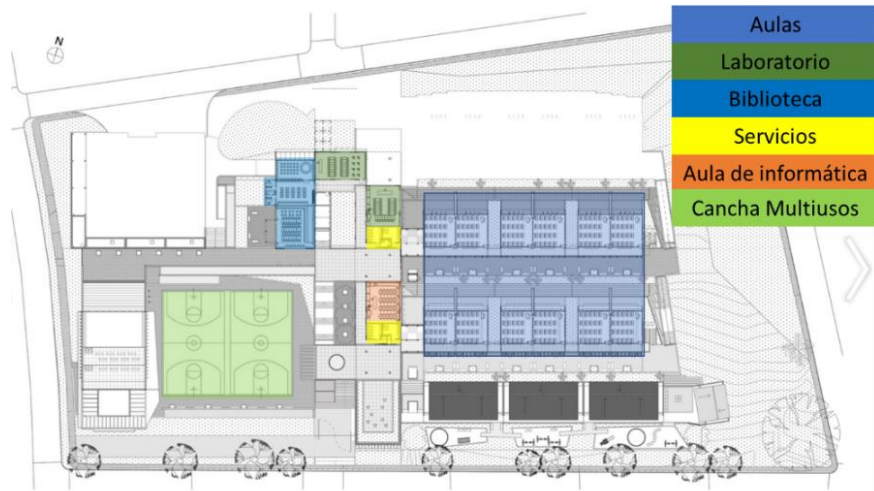 N
Aulas
Laboratorio
Biblioteca
Servicios
Aula de informática
Cancha Multiusos